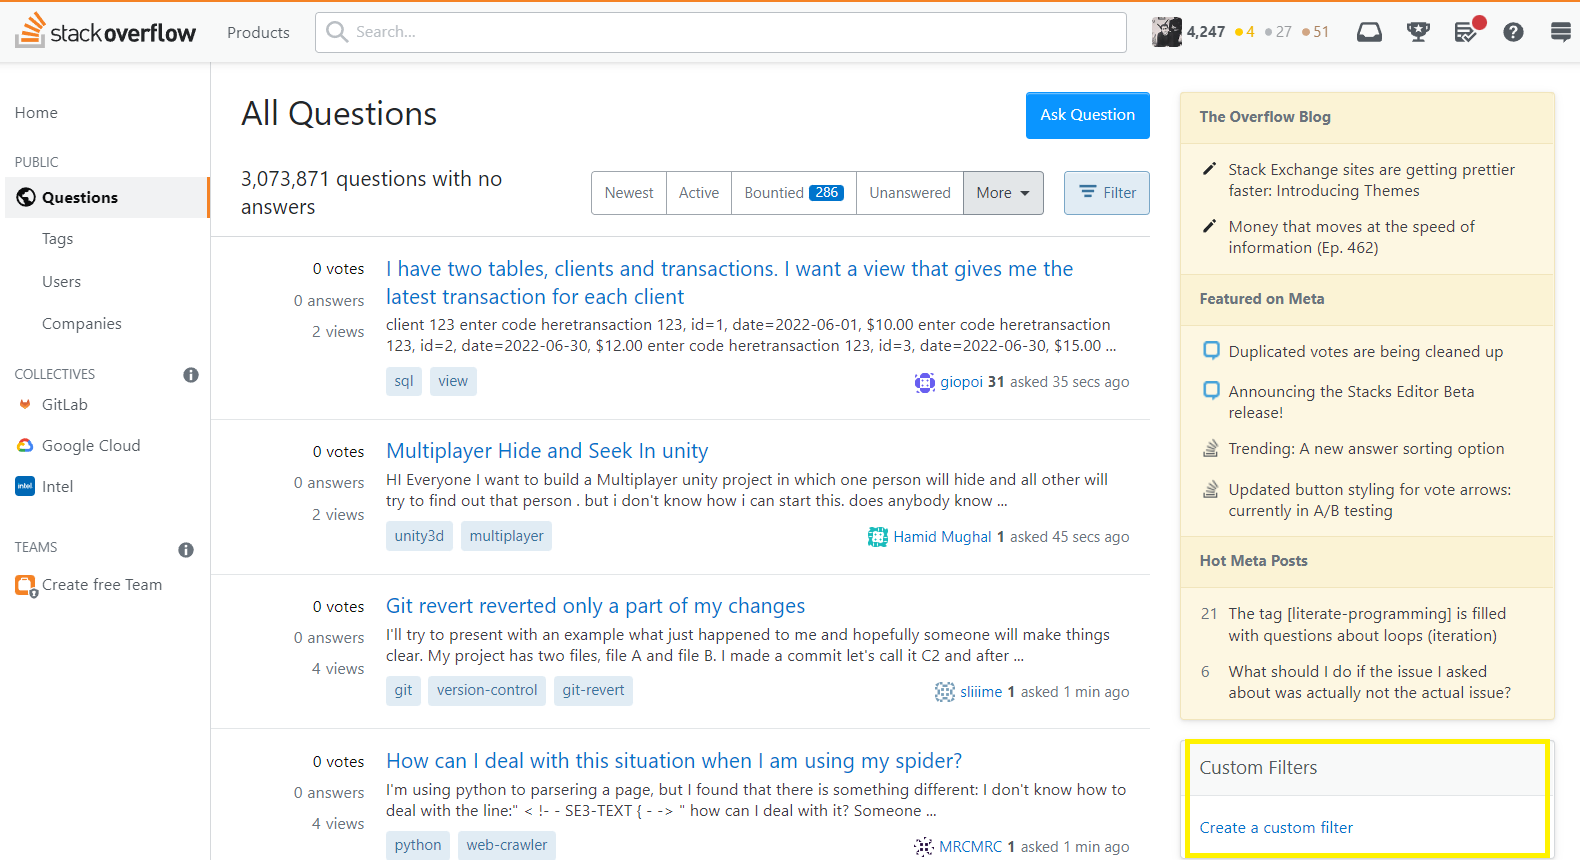 stack overflow
Products
Search...
4,247 4 27 51
Home
PUBLIC
Questions
Tags
Users
Companies
COLLECTIVES
GitLab
Google Cloud
intel
Intel
TEAMS
Create free Team
All Questions
Ask Question
3,073,871 questions with no
answers
Newest Active Bountied 286 Unanswered More Filter
0 votes
0 answers
2 views
I have two tables, clients and transactions. I want a view that gives me the
latest transaction for each client
client 123 enter code heretransaction 123, id=1, date=2022-06-01, $10.00 enter code heretransaction
123, id=2, date=2022-06-30, $12.00 enter code heretransaction 123, id=3, date=2022-06-30, $15.00 ...
sql view
giopoi 31 asked 35 secs ago
0 votes
0 answers
2 views
Multiplayer Hide and Seek In unity
HI Everyone I want to build a Multiplayer unity project in which one person will hide and all other will
try to find out that person . but i don't know how i can start this. does anybody know ...
unity3d multiplayer
Hamid Mughal 1 asked 45 secs ago
0 votes
0 answers
4 views
Git revert reverted only a part of my changes
I'll try to present with an example what just happened to me and hopefully someone will make things
clear. My project has two files, file A and file B. I made a commit let's call it C2 and after ...
git version-control git-revert
sliiime 1 asked 1 min ago
0 votes
0 answers
4 views
How can I deal with this situation when I am using my spider?
I'm using python to parsering a page, but I found that there is something different: I don't know how to
deal with the line:" < !- - SE3-TEXT { - -> " how can I deal with it? Someone ...
python web-crawler
MRCMRC 1 asked 1 min ago
The Overflow Blog
Stack Exchange sites are getting prettier
faster: Introducing Themes
Money that moves at the speed of
information (Ep. 462)
Featured on Meta
Duplicated votes are being cleaned up
Announcing the Stacks Editor Beta
release!
Trending: A new answer sorting option
Updated button styling for vote arrows:
currently in A/B testing
Hot Meta Posts
21 The tag [literate-programming] is filled
with questions about loops (iteration)
6 What should I do if the issue I asked
about was actually not the actual issue?
Custom Filters
Create a custom filter